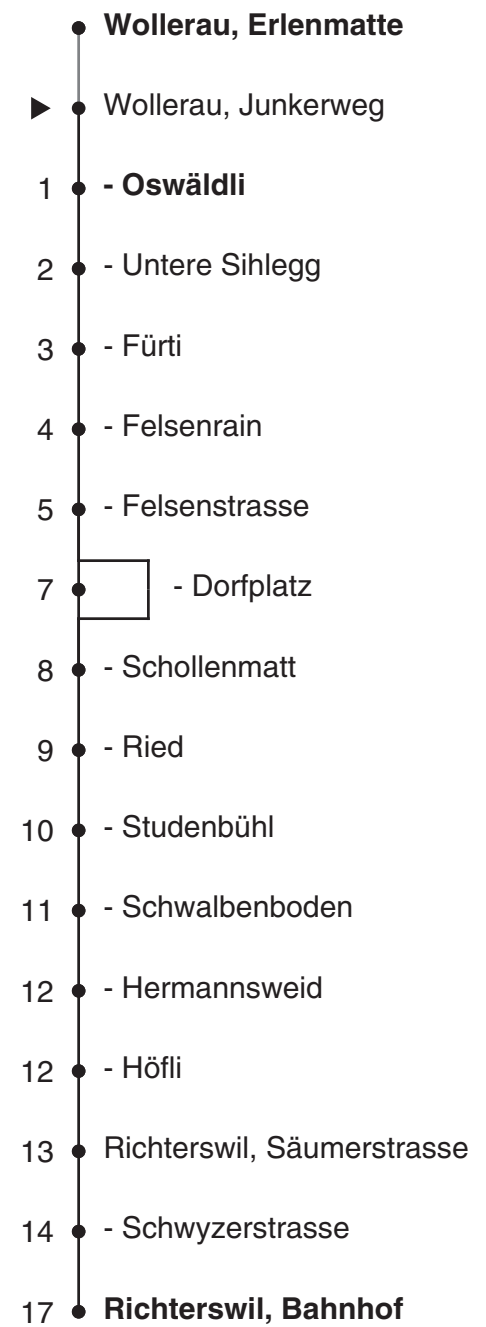 Wollerau, Erlenmatte
Wollerau, Junkerweg
1 - Oswäldli
2 - Untere Sihlegg
3 - Fürti
4 - Felsenrain
5 - Felsenstrasse
7 - Dorfplatz
8 - Schollenmatt
9 - Ried
10 - Studenbühl
11 - Schwalbenboden
12 - Hermannsweid
12 - Höfli
13 Richterswil, Säumerstrasse
14 - Schwyzerstrasse
17 Richterswil, Bahnhof